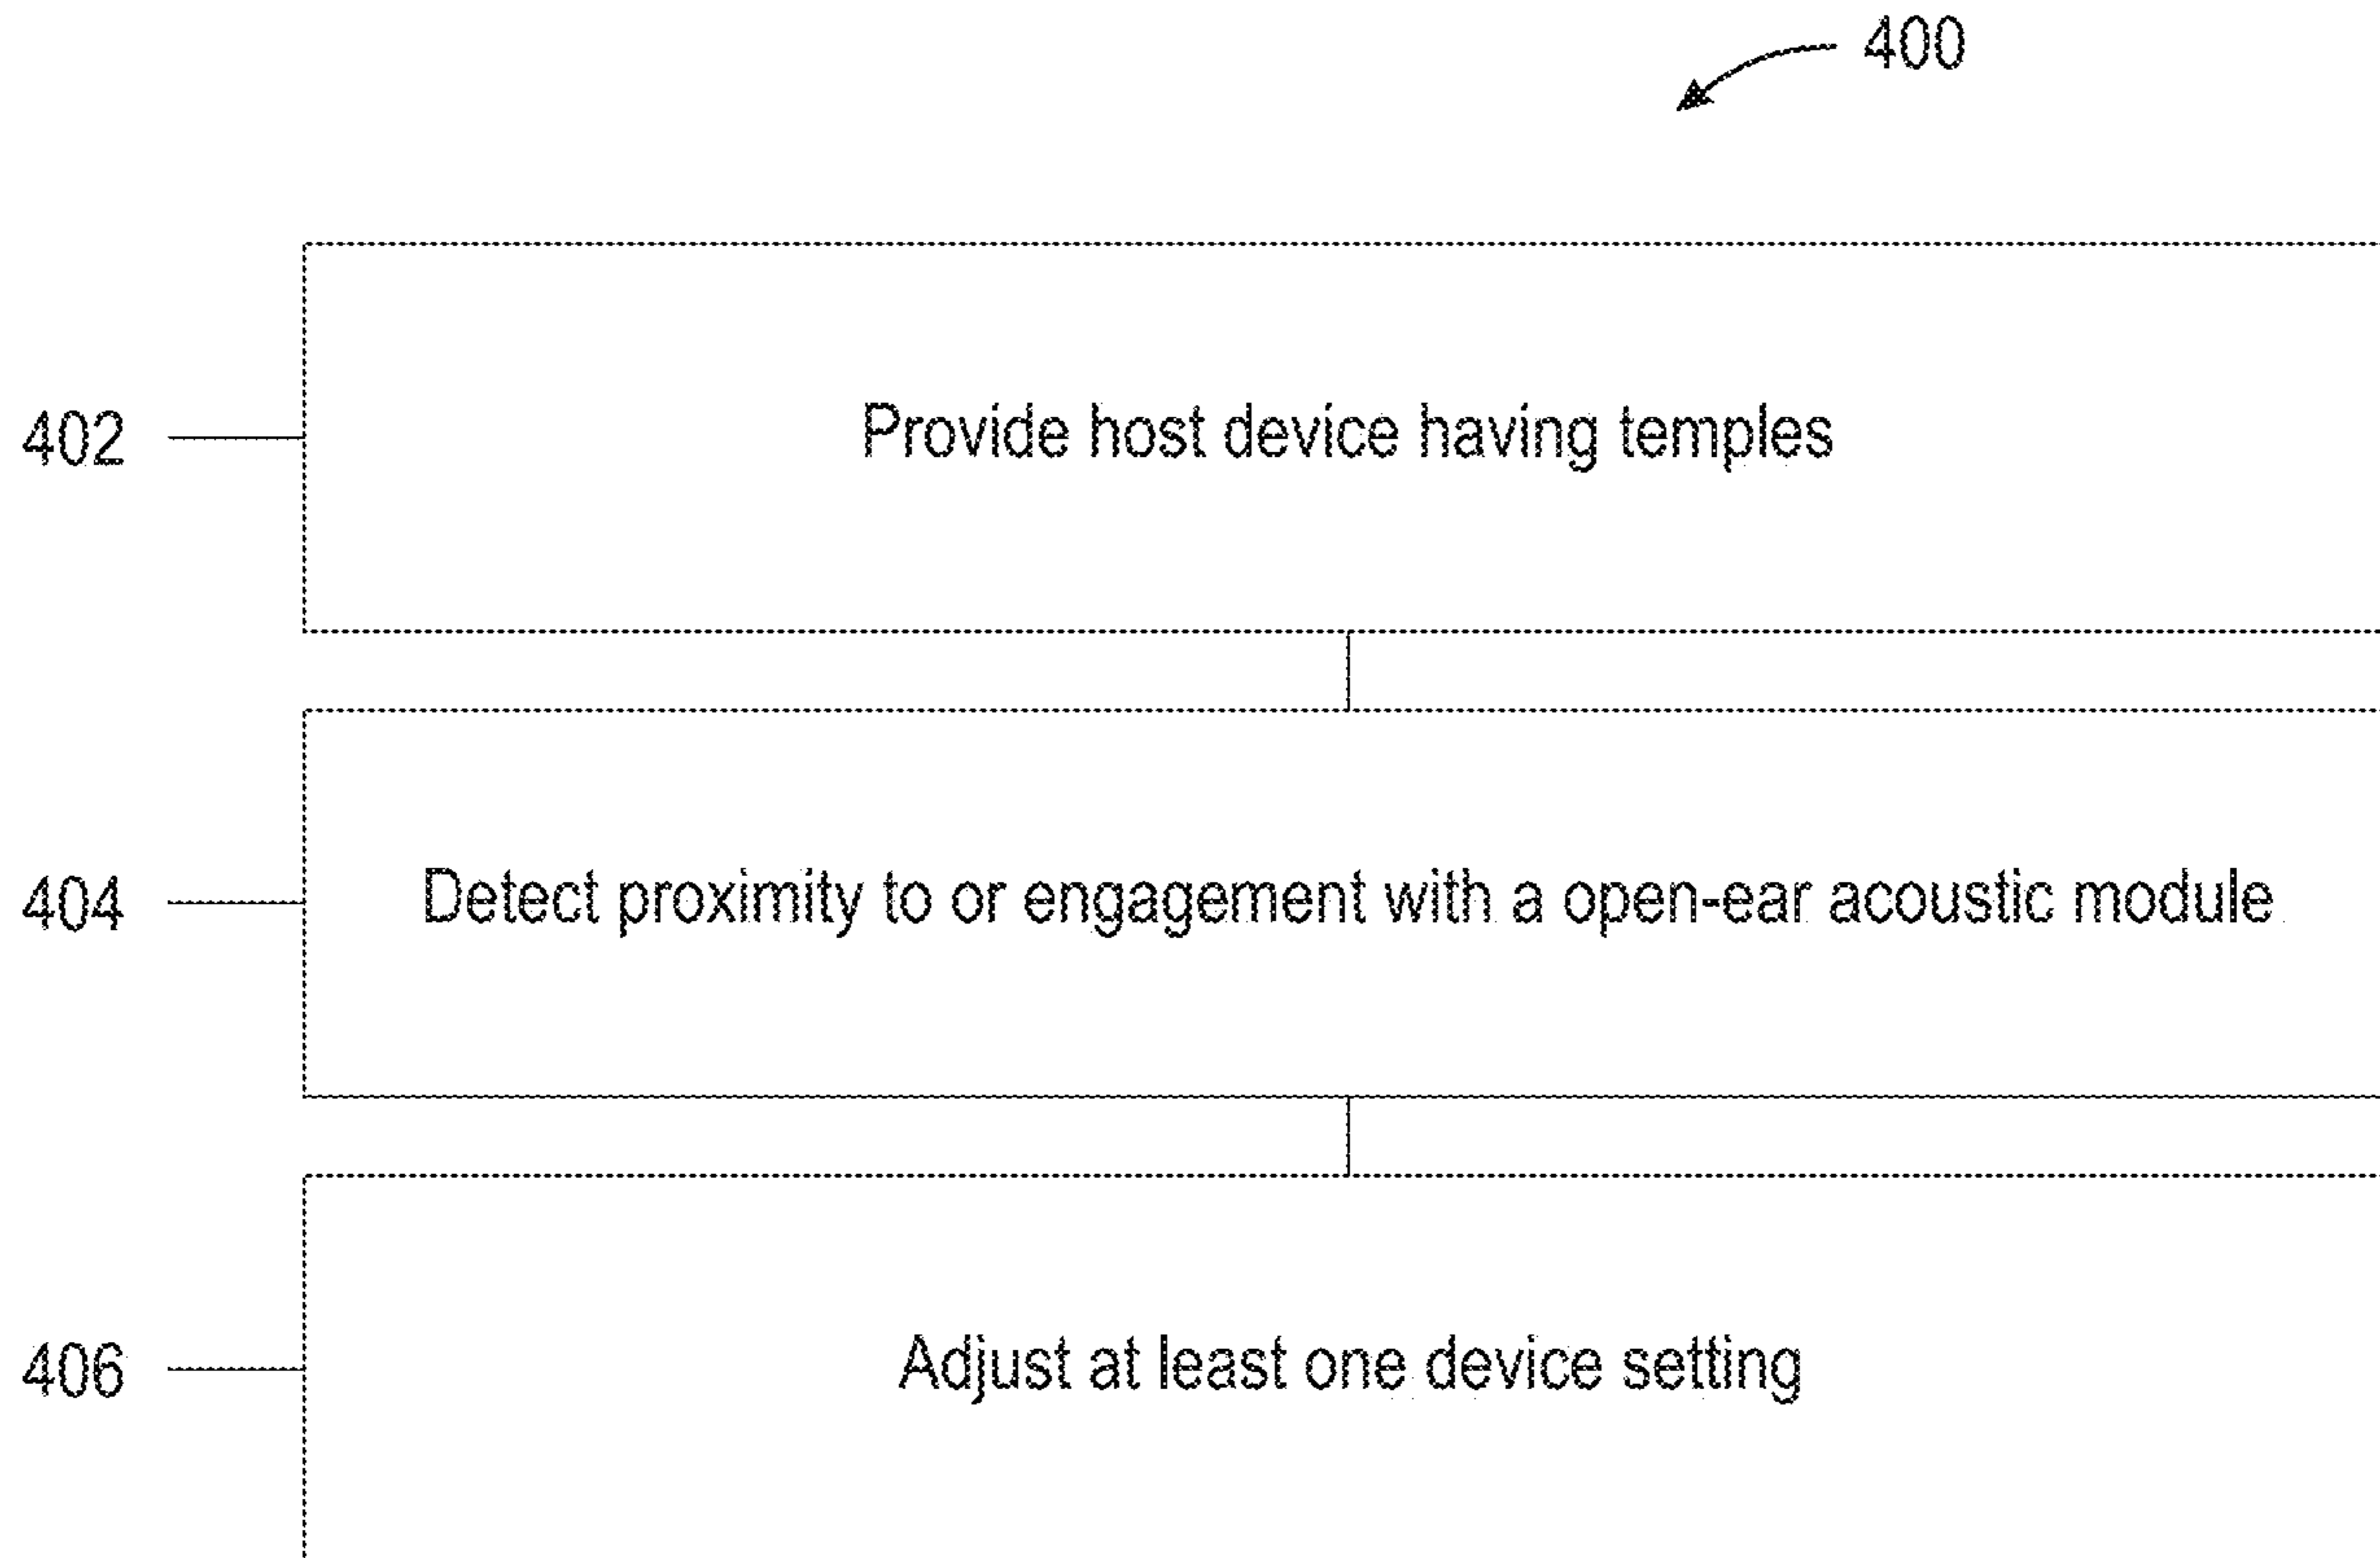 400
402 Provide host device having temples
404 Detect proximity to or engagement with a open-ear acoustic module
406 Adjust at least one device setting